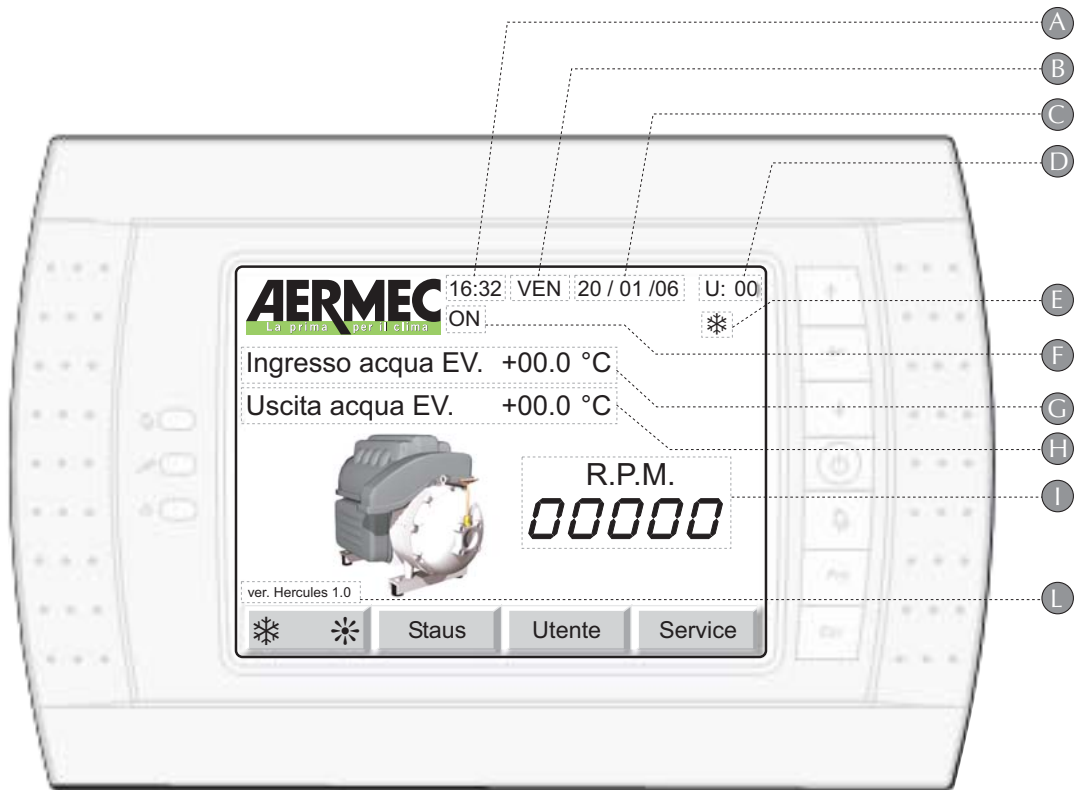 A
B
C
D
AERMEC
La prima per il clima
16:32 VEN 20 / 01 /06 U: 00
ON
E
F
Ingresso acqua EV. +00.0 °C
Uscita acqua EV. +00.0 °C
G
H
R.P.M.
00000
I
ver. Hercules 1.0
L
Staus Utente Service